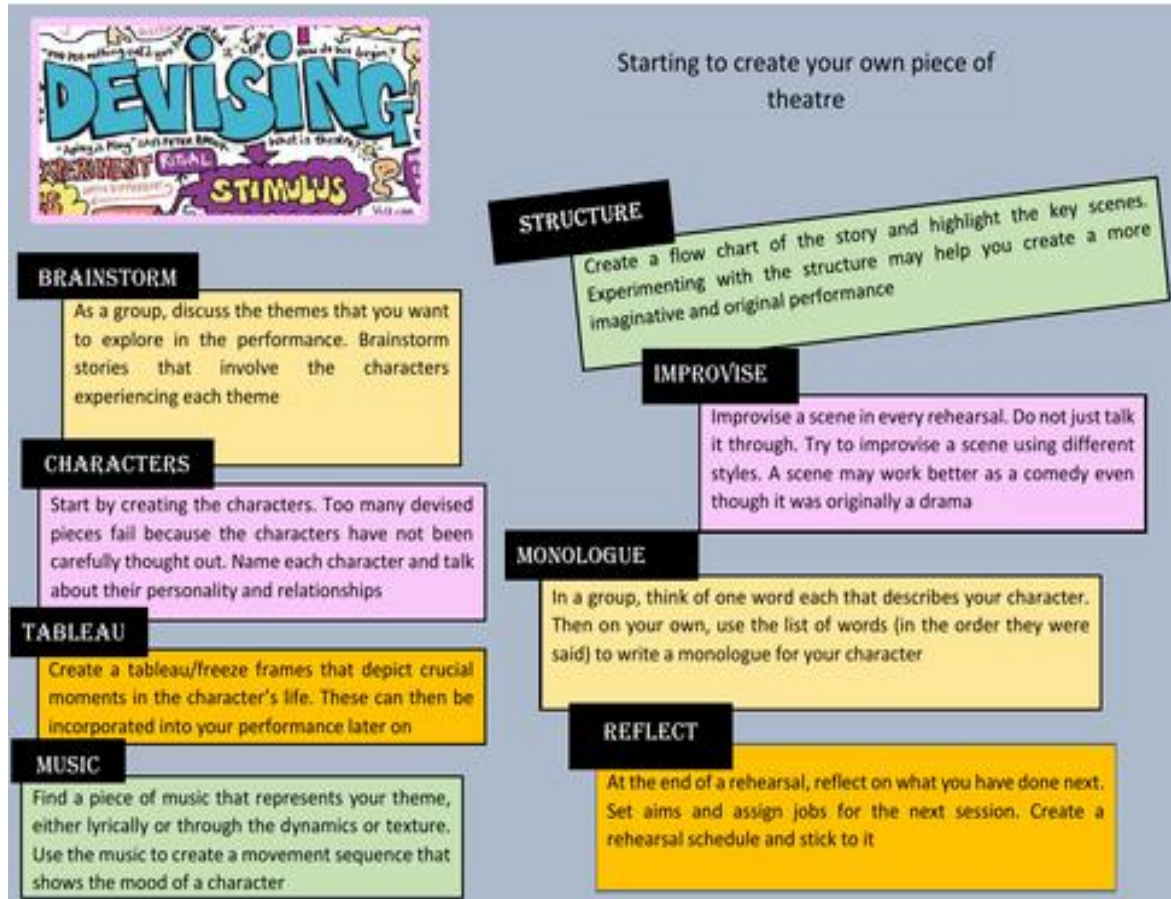 DEVISING
EXPERIMENT
RITUAL
What is theatre?
STIMULUS
Starting to create your own piece of
theatre
BRAINSTORM
As a group, discuss the themes that you want
to explore in the performance. Brainstorm
stories that involve the characters
experiencing each theme
CHARACTERS
Start by creating the characters. Too many devised
pieces fail because the characters have not been
carefully thought out. Name each character and talk
about their personality and relationships
TABLEAU
Create a tableau/freeze frames that depict crucial
moments in the character's life. These can then be
incorporated into your performance later on
MUSIC
Find a piece of music that represents your theme,
either lyrically or through the dynamics or texture.
Use the music to create a movement sequence that
shows the mood of a character
STRUCTURE
Create a flow chart of the story and highlight the key scenes.
Experimenting with the structure may help you create a more
imaginative and original performance
IMPROVISE
Improvise a scene in every rehearsal. Do not just talk
it through. Try to improvise a scene using different
styles. A scene may work better as a comedy even
though it was originally a drama
MONOLOGUE
In a group, think of one word each that describes your character.
Then on your own, use the list of words (in the order they were
said) to write a monologue for your character
REFLECT
At the end of a rehearsal, reflect on what you have done next.
Set aims and assign jobs for the next session. Create a
rehearsal schedule and stick to it